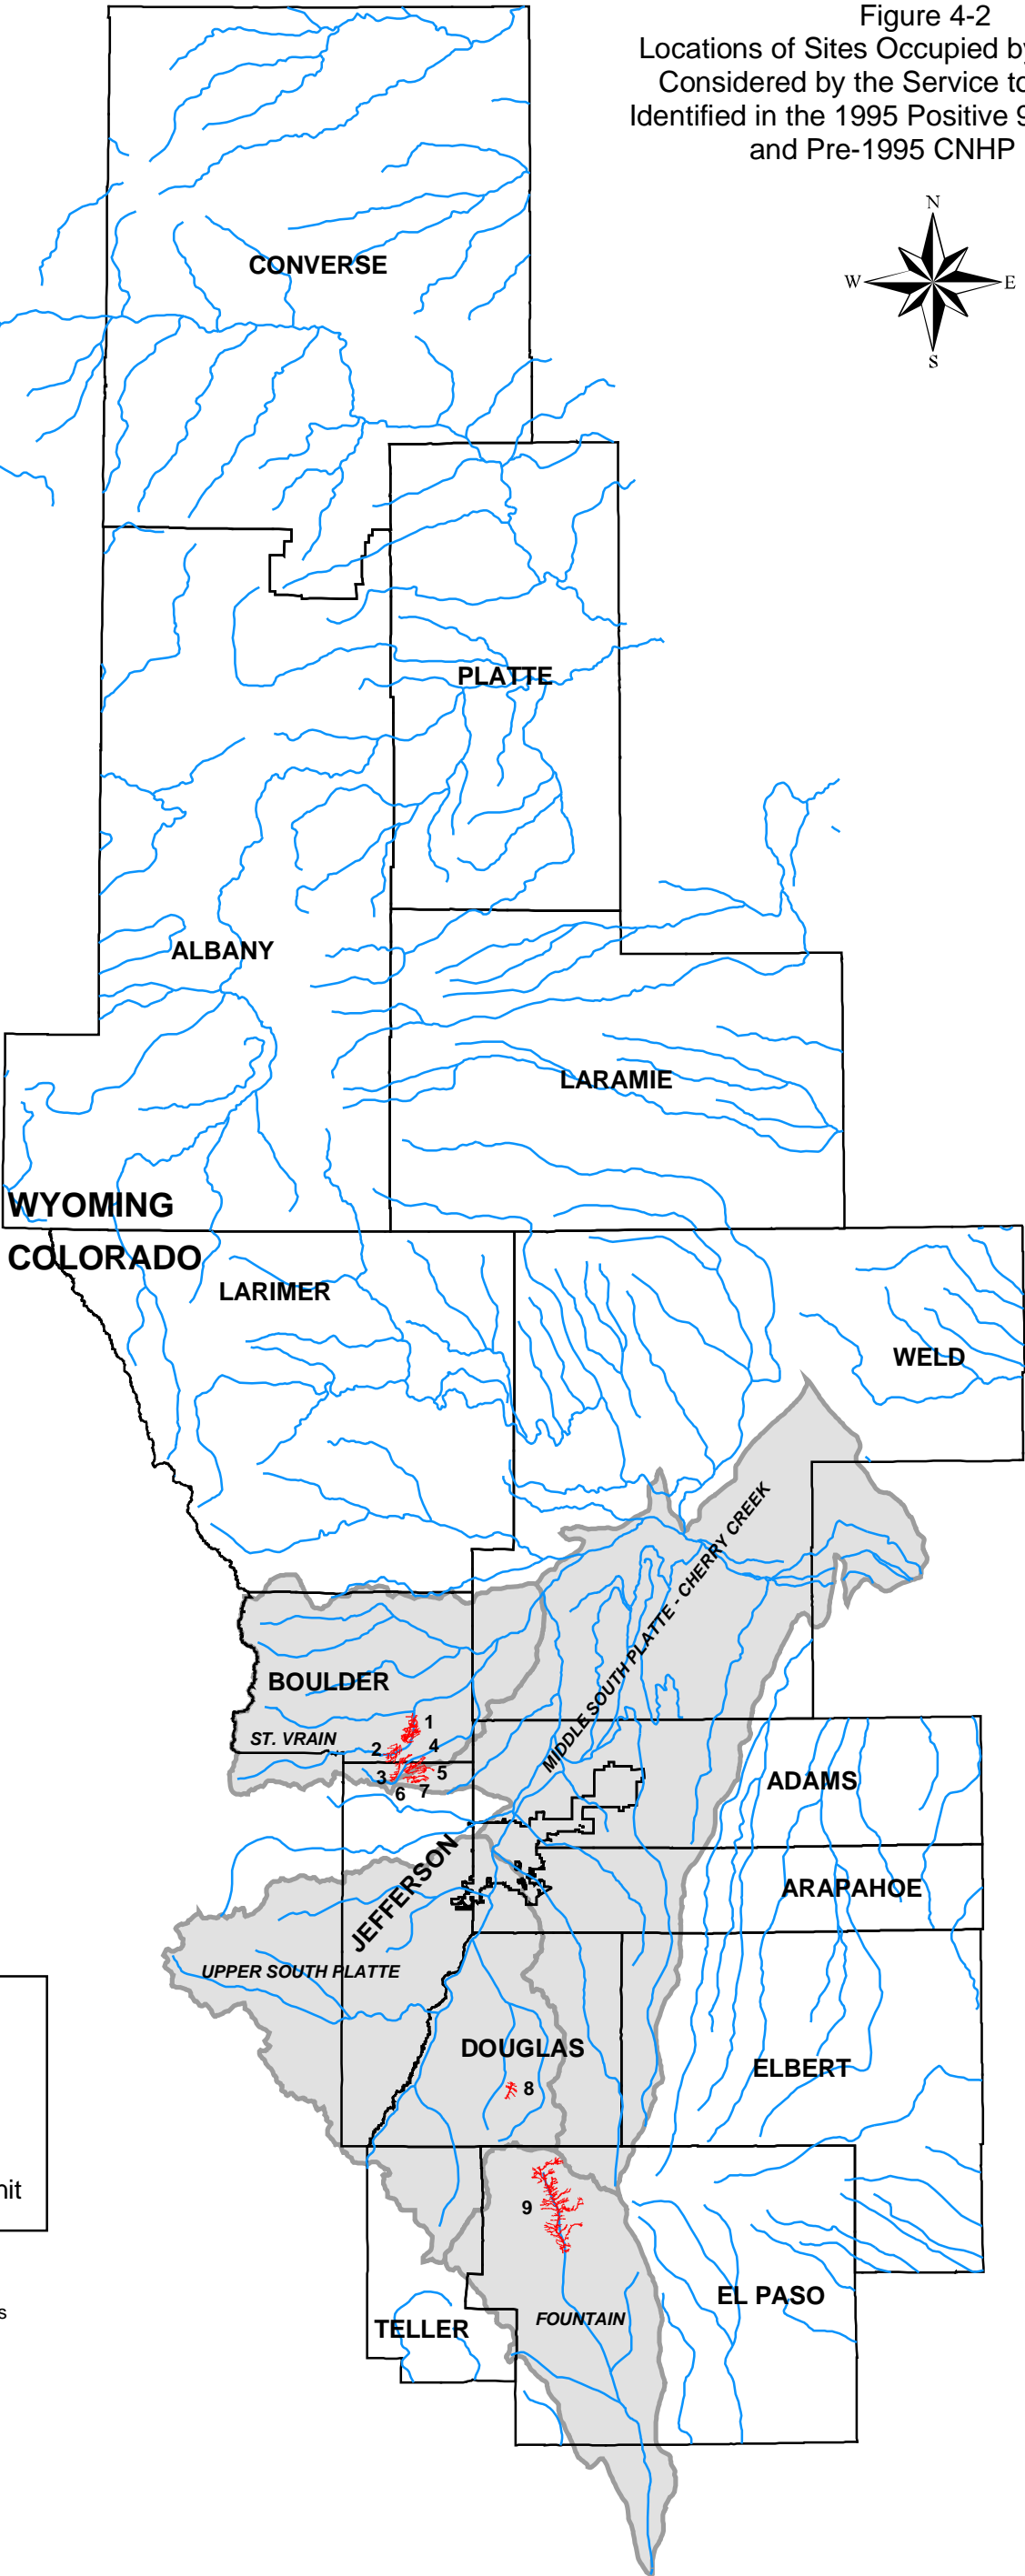 Figure 4-2
Locations of Sites Occupied by
Considered by the Service to
Identified in the 1995 Positive 9
and Pre-1995 CNHP
N
W
E
S
CONVERSE
PLATTE
ALBANY
LARAMIE
WYOMING
COLORADO
LARIMER
WELD
MIDDLE SOUTH PLATTE - CHERRY CREEK
BOULDER
ST. VRAIN
1
2
4
3
5
6
7
ADAMS
JEFFERSON
ARAPAHOE
UPPER SOUTH PLATTE
DOUGLAS
8
ELBERT
nit
9
s
EL PASO
FOUNTAIN
TELLER